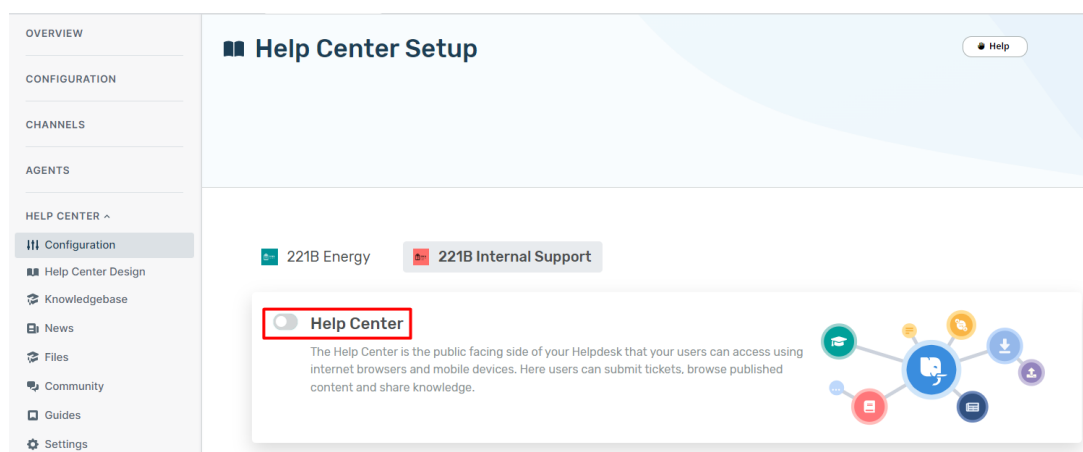 OVERVIEW
CONFIGURATION
CHANNELS
AGENTS
HELP CENTER
Configuration
Help Center Design
Knowledgebase
News
Files
Community
Guides
Settings
Help Center Setup
Help
221B Energy
221B Internal Support
Help Center
The Help Center is the public facing side of your Helpdesk that your users can access using
internet browsers and mobile devices. Here users can submit tickets, browse published
content and share knowledge.